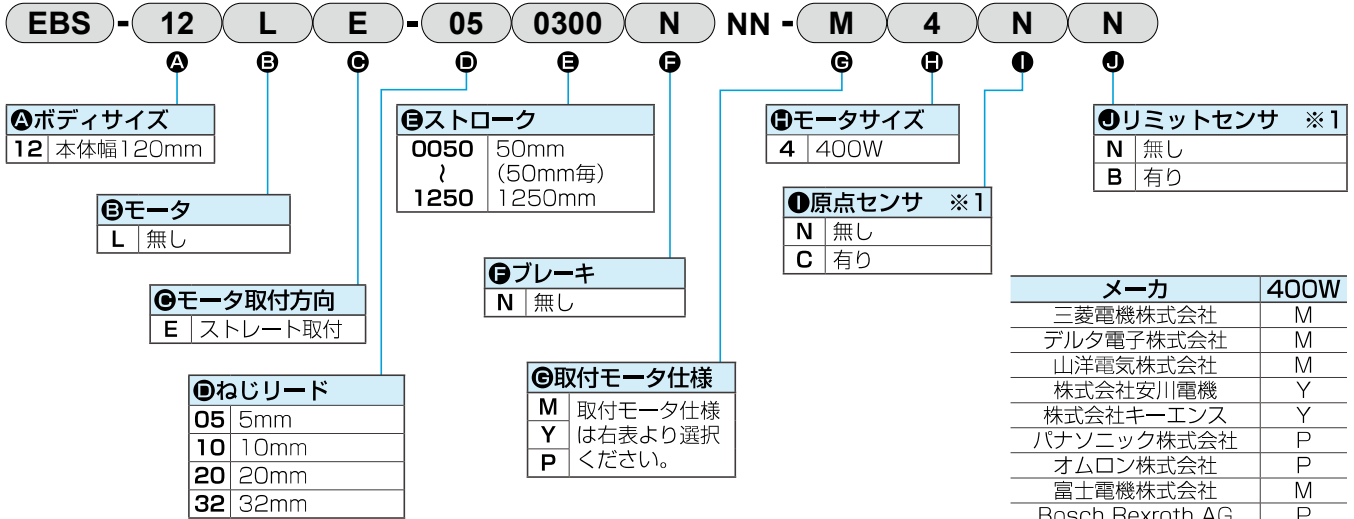 EBS - 12 L E - 05 0300 N NN - M 4 N N
A B C D E F G H I J
Aボディサイズ
12 本体幅120mm
Bモータ
L 無し
Cモータ取付方向
E ストレート取付
Dねじリード
05 5mm
10 10mm
20 20mm
32 32mm
Eストローク
0050 50mm
〜 (50mm毎)
1250 1250mm
Fブレーキ
N 無し
G取付モータ仕様
M 取付モータ仕様
Y は右表より選択
P ください。
Hモータサイズ
4 400W
I原点センサ ※1
N 無し
C 有り
Jリミットセンサ ※1
N 無し
B 有り
メーカ 400W
三菱電機株式会社 M
デルタ電子株式会社 M
山洋電気株式会社 M
株式会社安川電機 Y
株式会社キーエンス Y
パナソニック株式会社 P
オムロン株式会社 P
富士電機株式会社 M
Bosch Rexroth AG P